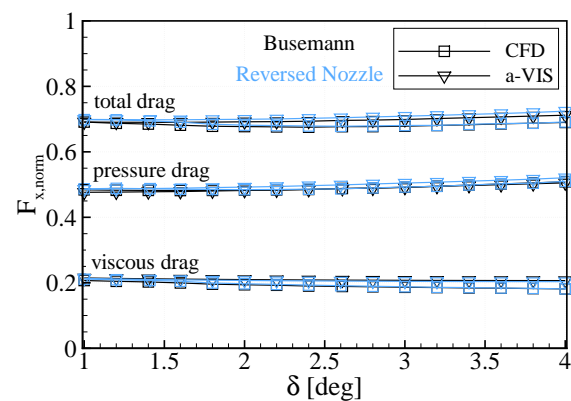 1
0.8
0.6
0.4
0.2
0
F x,norm
Busemann
Reversed Nozzle
CFD
a-VIS
total drag
pressure drag
viscous drag
1 1.5 2 2.5 3 3.5 4
δ [deg]